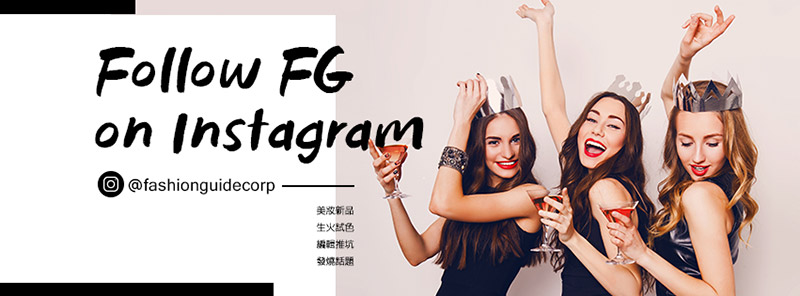 Follow FG
on Instagram
@fashionguidecorp
美妝新品
生火試色
編輯推坑
發燒話題